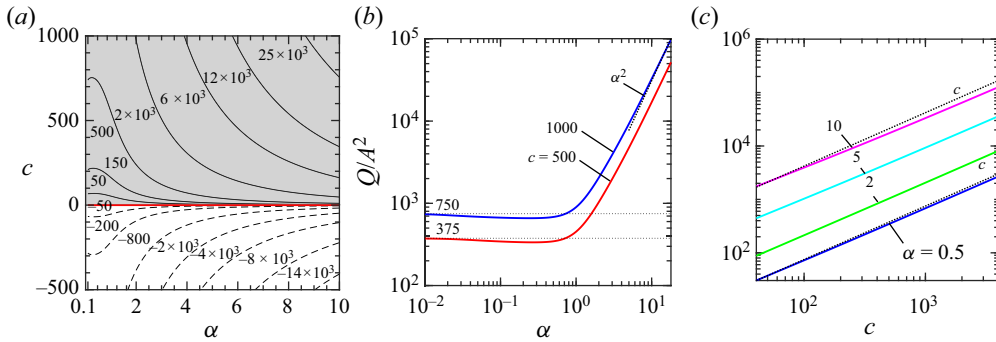 (a)
1000
500
0
−500
c
25 × 10³
12 × 10³
6 × 10³
2 × 10³
500
150
50
−50
−200
−800
−2 × 10³
−4 × 10³
−8 × 10³
−14 × 10³
0.1
2
4
6
8
10
α
(b)
10⁵
10⁴
10³
10²
Q/A²
α²
1000
c = 500
750
375
10⁻²
10⁻¹
10⁰
10¹
α
(c)
10⁶
10⁴
10²
c
10
5
2
c
α = 0.5
10²
10³
c